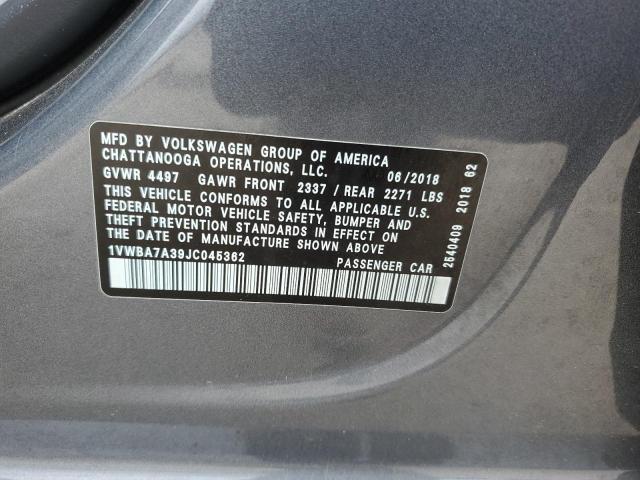 MFD BY VOLKSWAGEN GROUP OF AMERICA
CHATTANOOGA OPERATIONS, LLC. 06/2018
GVWR 4497 GAWR FRONT 2337 / REAR 2271 LBS
THIS VEHICLE CONFORMS TO ALL APPLICABLE U.S.
FEDERAL MOTOR VEHICLE SAFETY, BUMPER AND
THEFT PREVENTION STANDARDS IN EFFECT ON
THE DATE OF MANUFACTURE SHOWN ABOVE
1VWBA7A39JC045362 PASSENGER CAR
2540409 2018 62